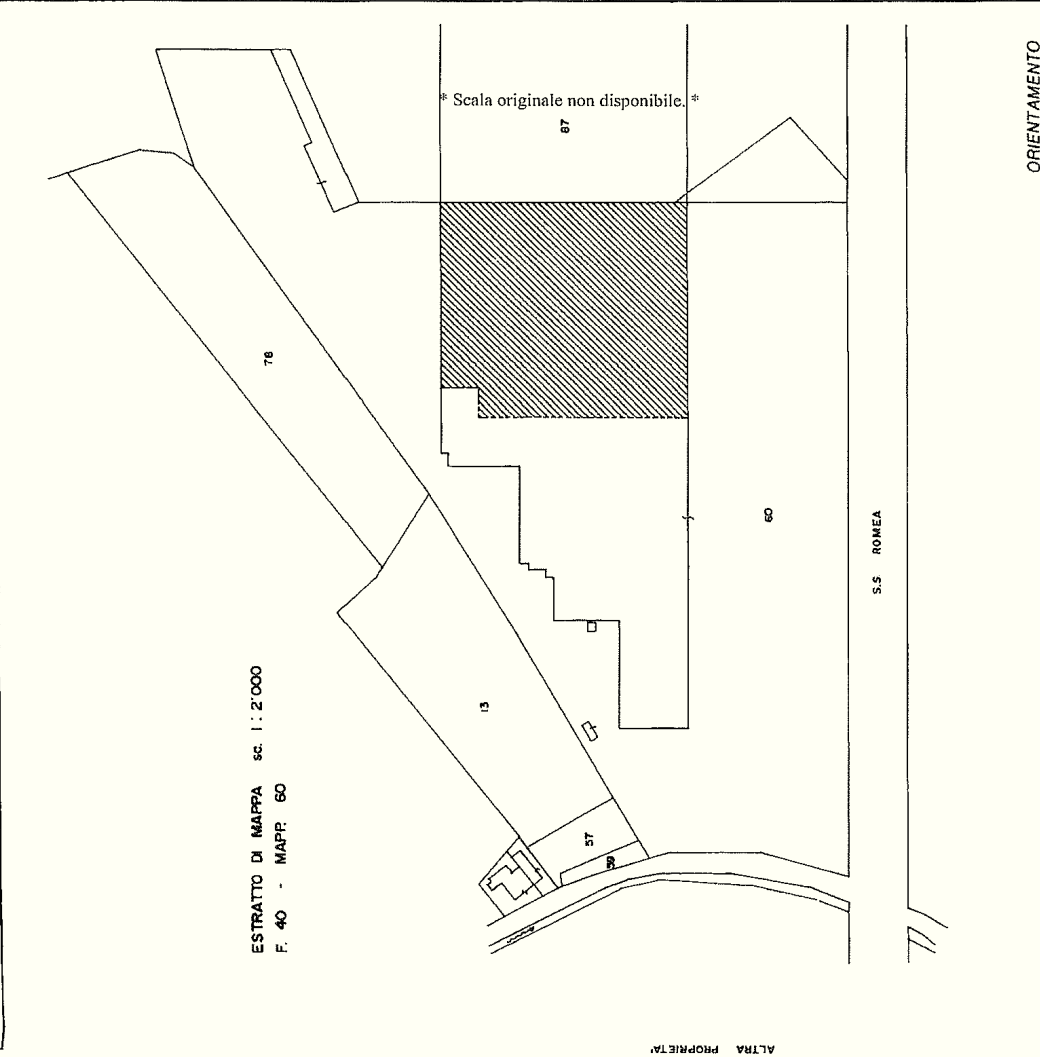 ORIENTAMENTO
* Scala originale non disponibile. *
87
78
60
S.S ROMEA
13
ESTRATTO DI MAPPA sc. 1 : 2'000
F. 40 - MAPP. 60
57
59
ALTRA PROPRIETA'